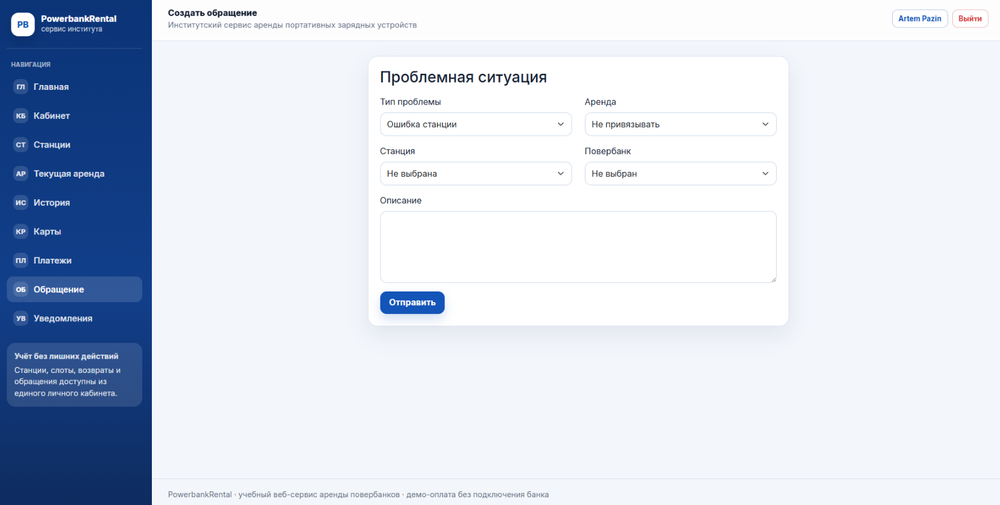 PB
PowerbankRental
сервис института
НАВИГАЦИЯ
ГЛ Главная
КБ Кабинет
СТ Станции
АР Текущая аренда
ИС История
КР Карты
ПЛ Платежи
ОБ Обращение
УВ Уведомления
Учёт без лишних действий
Станции, слоты, возвраты и
обращения доступны из
единого личного кабинета.
Создать обращение
Институтский сервис аренды портативных зарядных устройств
Artem Pazin
Выйти
Проблемная ситуация
Тип проблемы
Аренда
Ошибка станции
Не привязывать
Станция
Повербанк
Не выбрана
Не выбран
Описание
Отправить
PowerbankRental · учебный веб-сервис аренды повербанков · демо-оплата без подключения банка